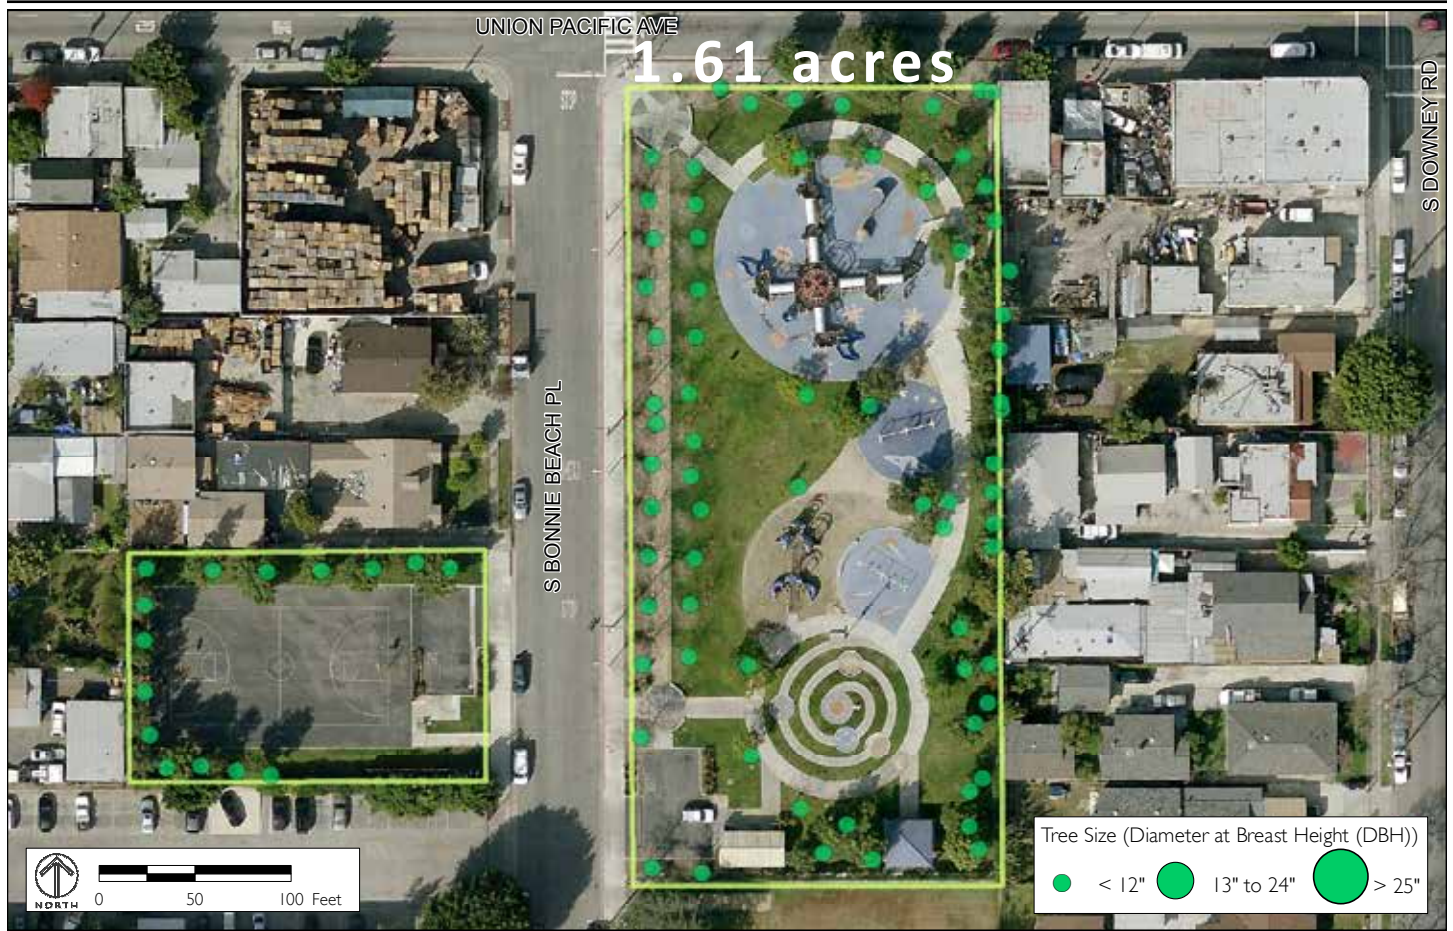 UNION PACIFIC AVE
1.61 acres
S DOWNEY RD
S BONNIE BEACH PL
Tree Size (Diameter at Breast Height (DBH))
< 12" 13" to 24" > 25"
NORTH
0 50 100 Feet